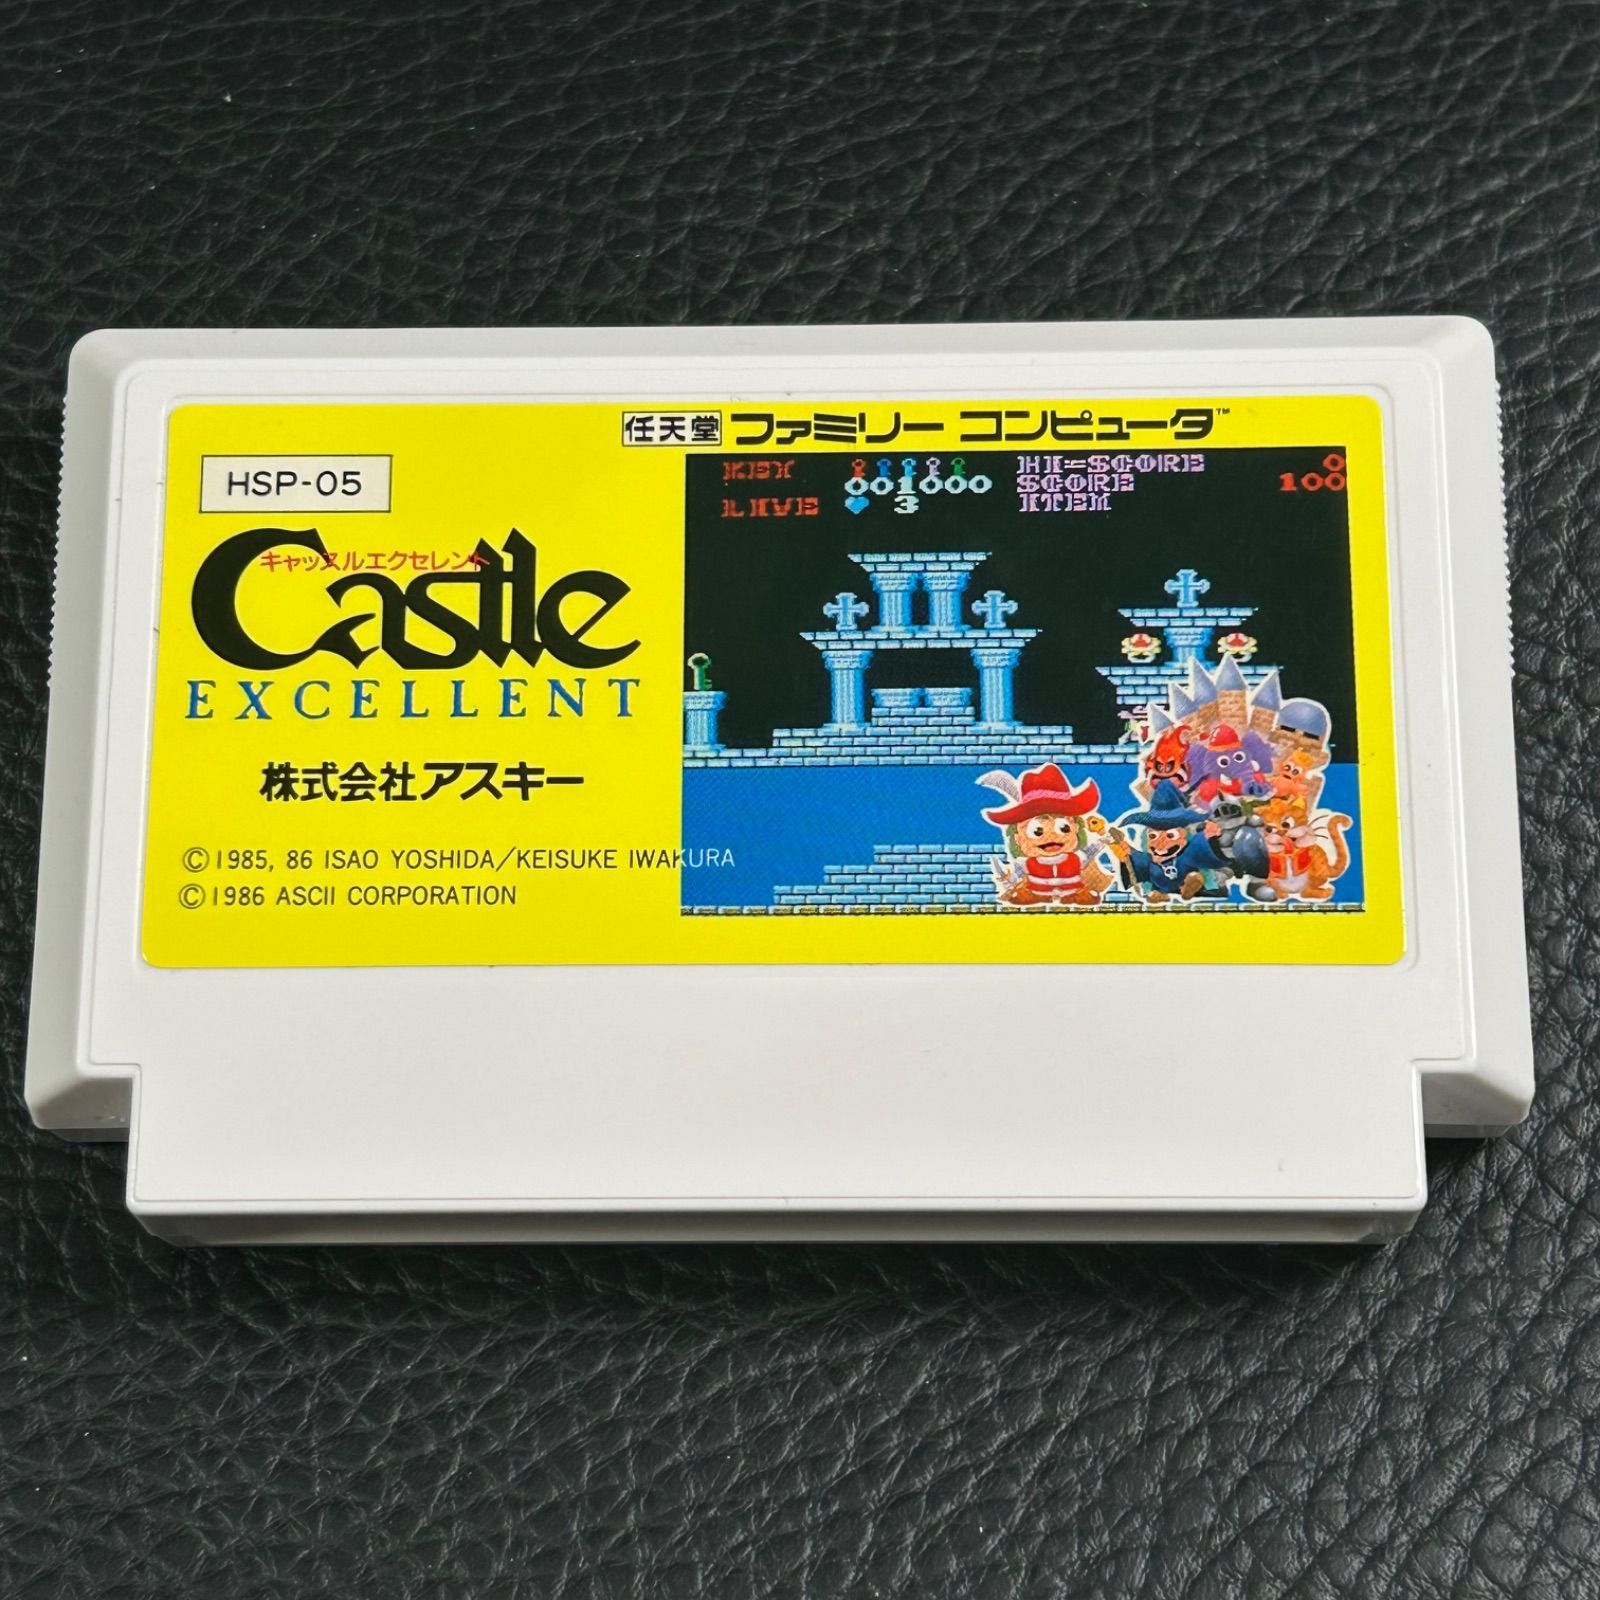 任天堂 ファミリー コンピュータ™
HSP-05
キャッスルエクセレント
Castle
EXCELLENT
株式会社アスキー
© 1985, 86 ISAO YOSHIDA/KEISUKE IWAKURA
© 1986 ASCII CORPORATION
KEY 001000
LIVE 3
HI-SCORE 0
SCORE 100
ITEM